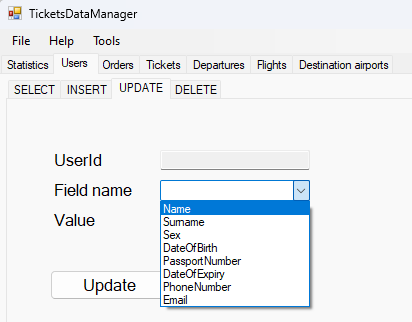 TicketsDataManager
File Help Tools
Statistics Users Orders Tickets Departures Flights Destination airports
SELECT INSERT UPDATE DELETE
UserId
Field name
Name
Value
Surname
Sex
DateOfBirth
PassportNumber
DateOfExpiry
Update
PhoneNumber
Email